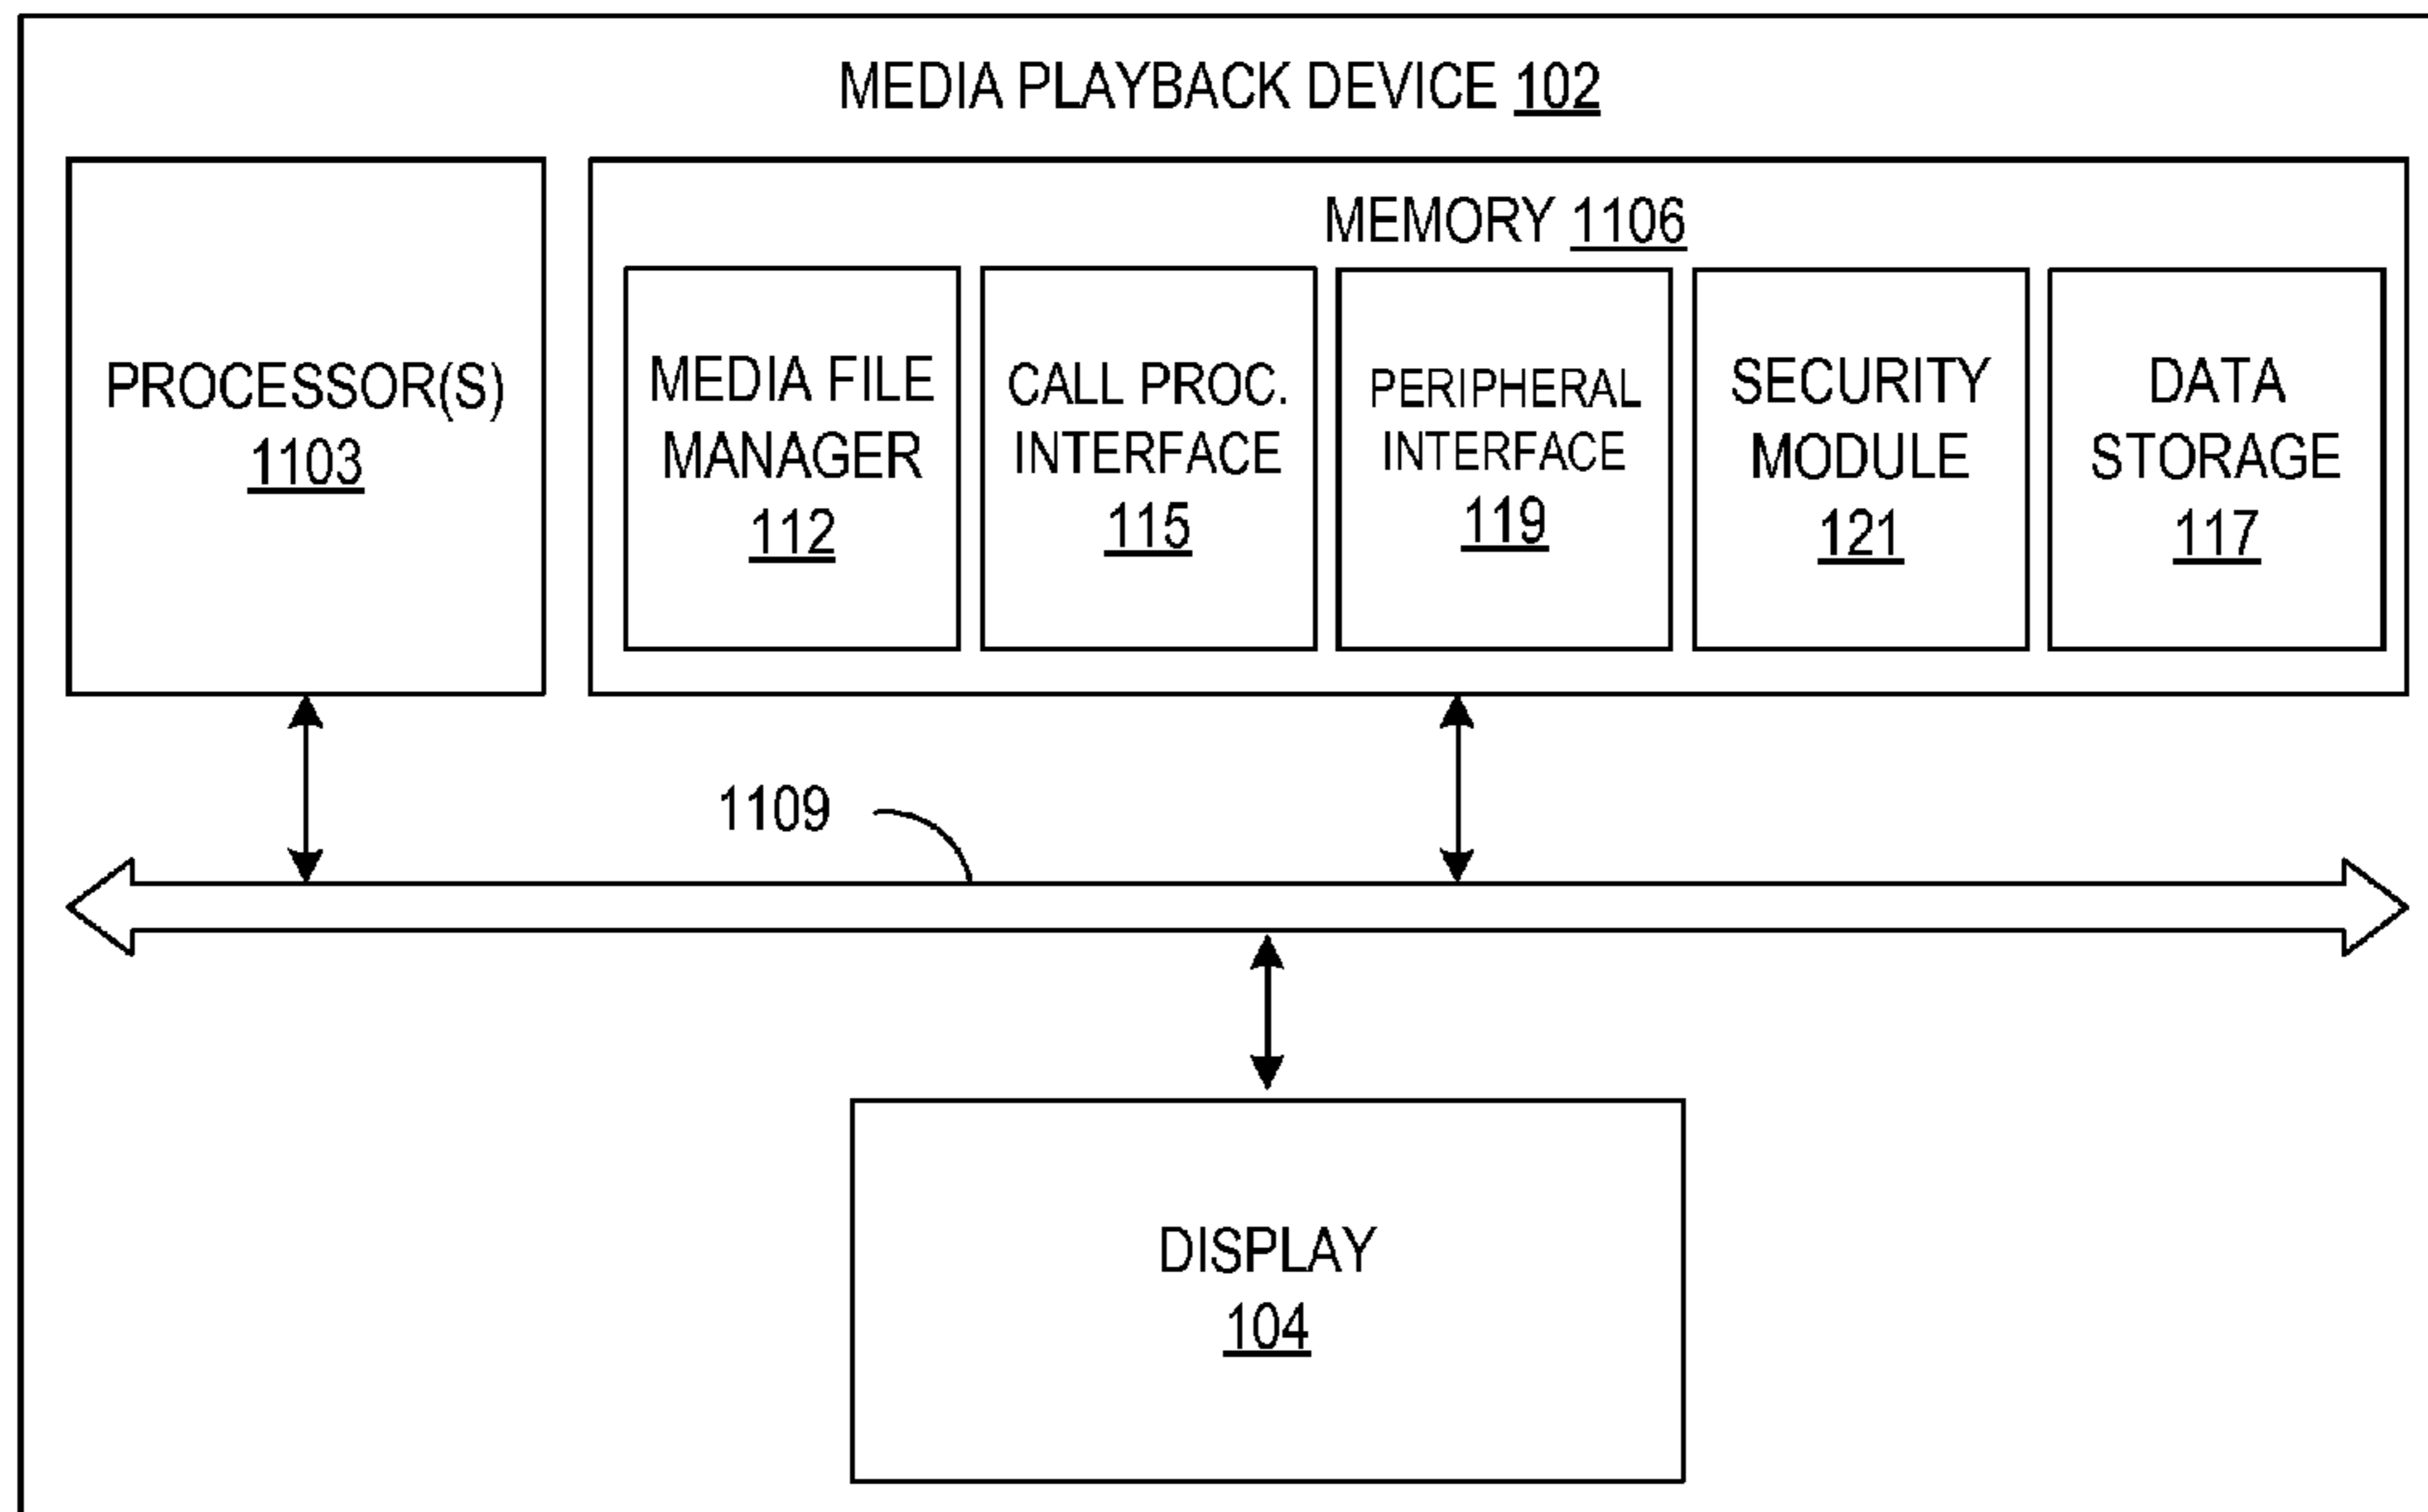 MEDIA PLAYBACK DEVICE 102
PROCESSOR(S)
1103
MEMORY 1106
MEDIA FILE
MANAGER
112
CALL PROC.
INTERFACE
115
PERIPHERAL
INTERFACE
119
SECURITY
MODULE
121
DATA
STORAGE
117
1109
DISPLAY
104